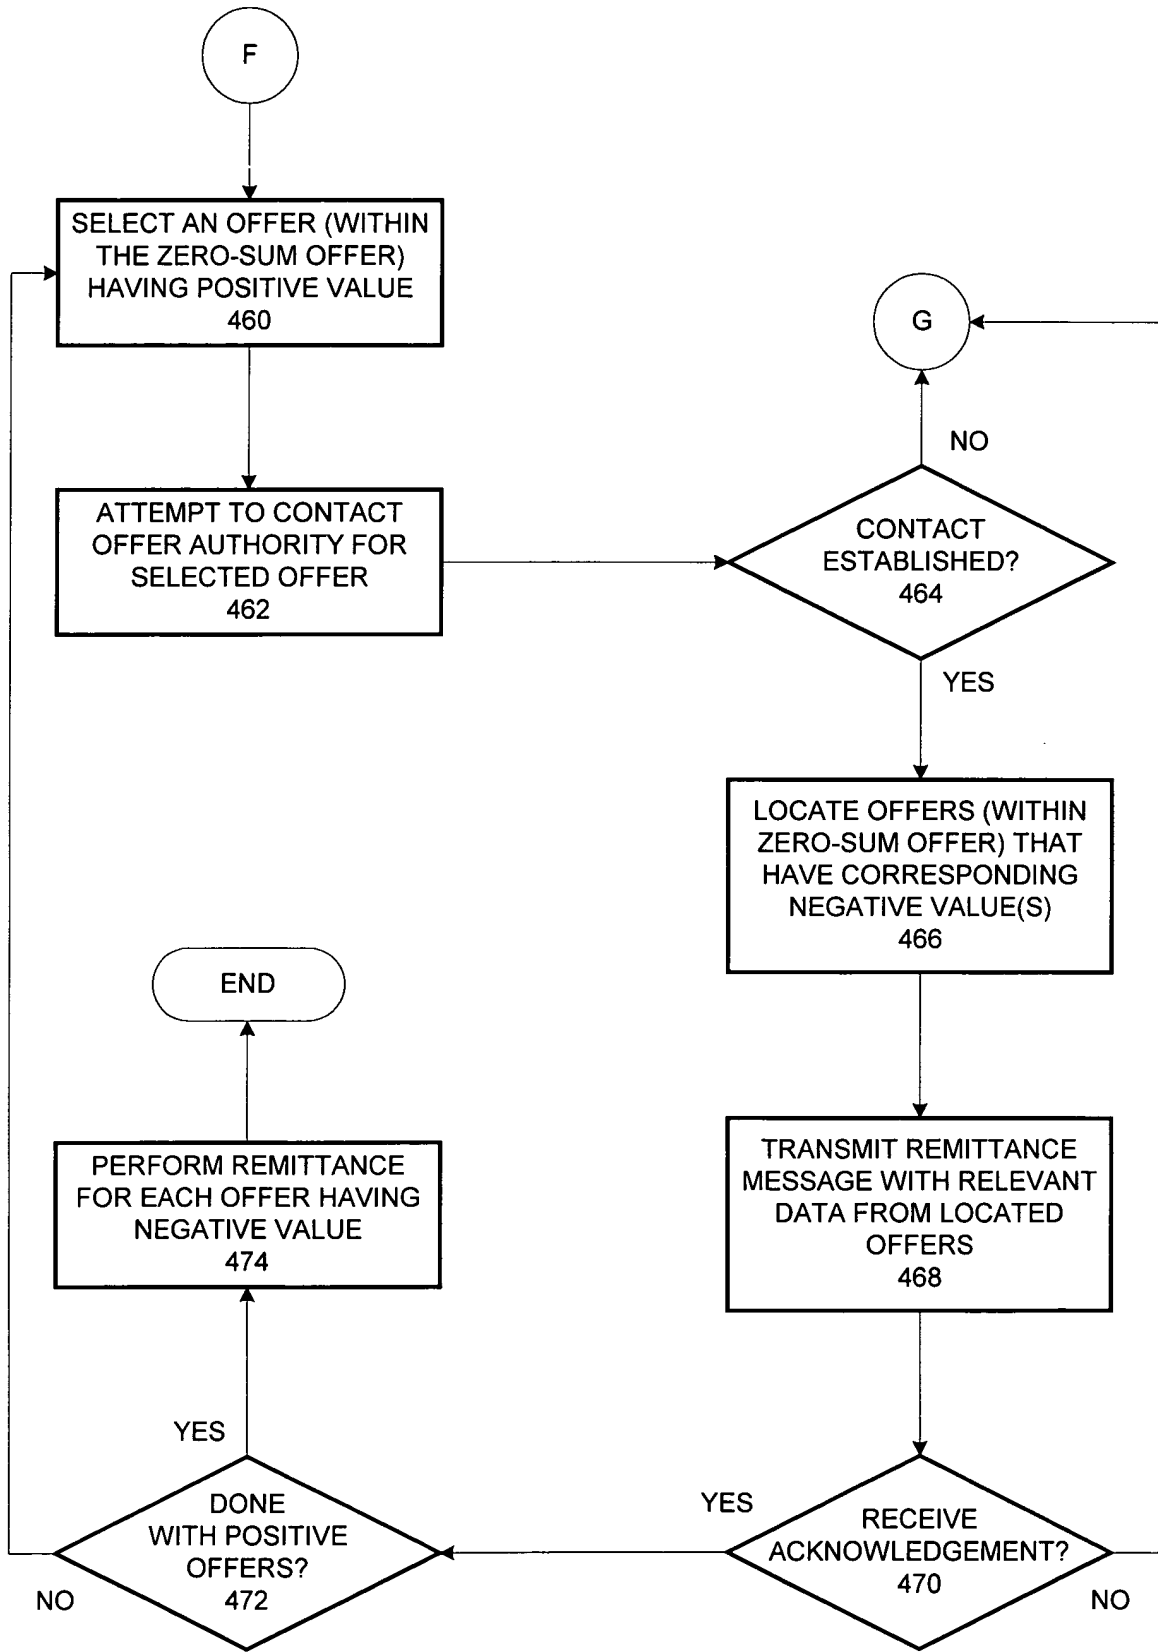 F
SELECT AN OFFER (WITHIN
THE ZERO-SUM OFFER)
HAVING POSITIVE VALUE
460
G
NO
ATTEMPT TO CONTACT
OFFER AUTHORITY FOR
SELECTED OFFER
462
CONTACT
ESTABLISHED?
464
YES
LOCATE OFFERS (WITHIN
ZERO-SUM OFFER) THAT
HAVE CORRESPONDING
NEGATIVE VALUE(S)
466
END
TRANSMIT REMITTANCE
MESSAGE WITH RELEVANT
DATA FROM LOCATED
OFFERS
468
PERFORM REMITTANCE
FOR EACH OFFER HAVING
NEGATIVE VALUE
474
YES
DONE
WITH POSITIVE
OFFERS?
472
NO
YES
RECEIVE
ACKNOWLEDGEMENT?
470
NO